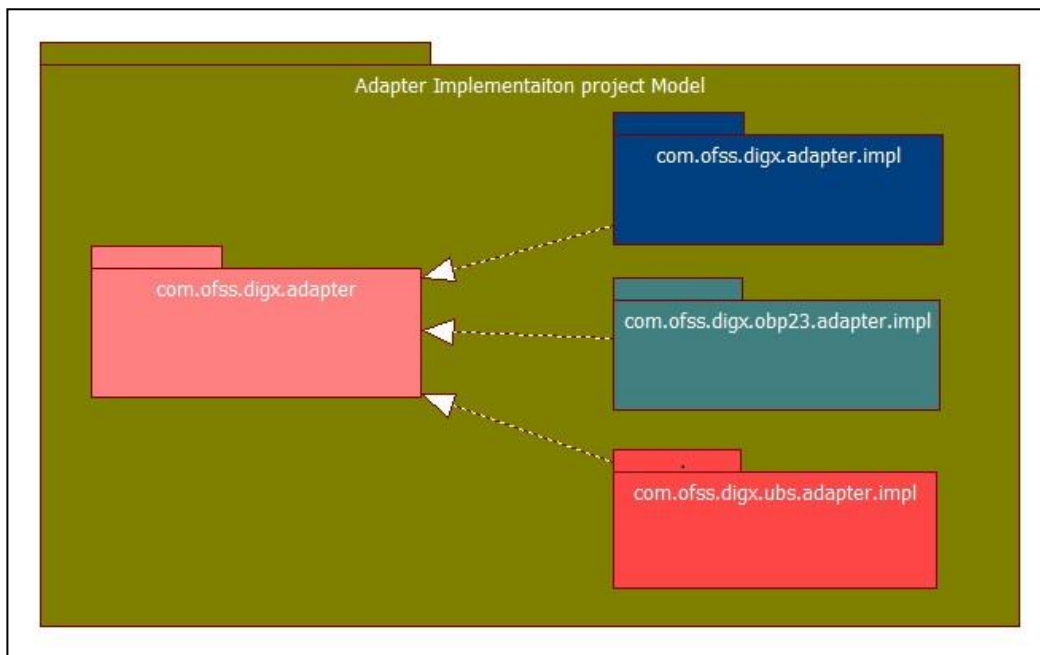 Adapter Implementaiton project Model
com.ofss.digx.adapter.impl
com.ofss.digx.adapter
com.ofss.digx.obp23.adapter.impl
com.ofss.digx.ubs.adapter.impl